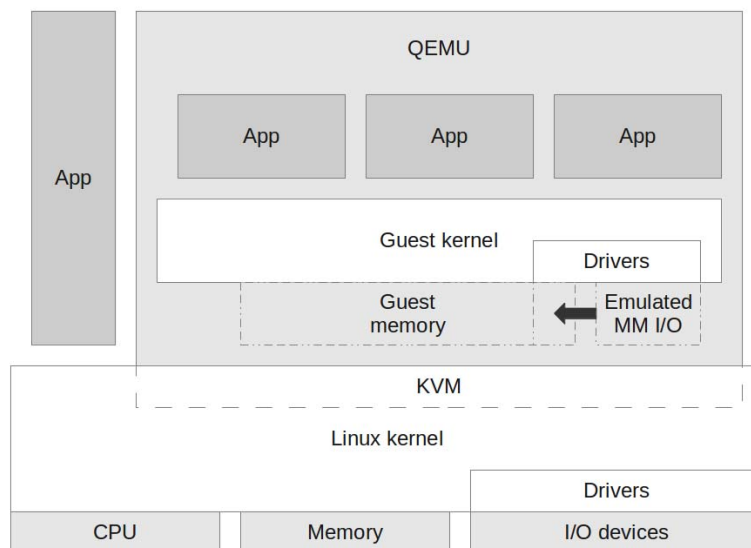 QEMU
App
App
App
App
Guest kernel
Drivers
Guest
memory
Emulated
MM I/O
KVM
Linux kernel
Drivers
CPU
Memory
I/O devices